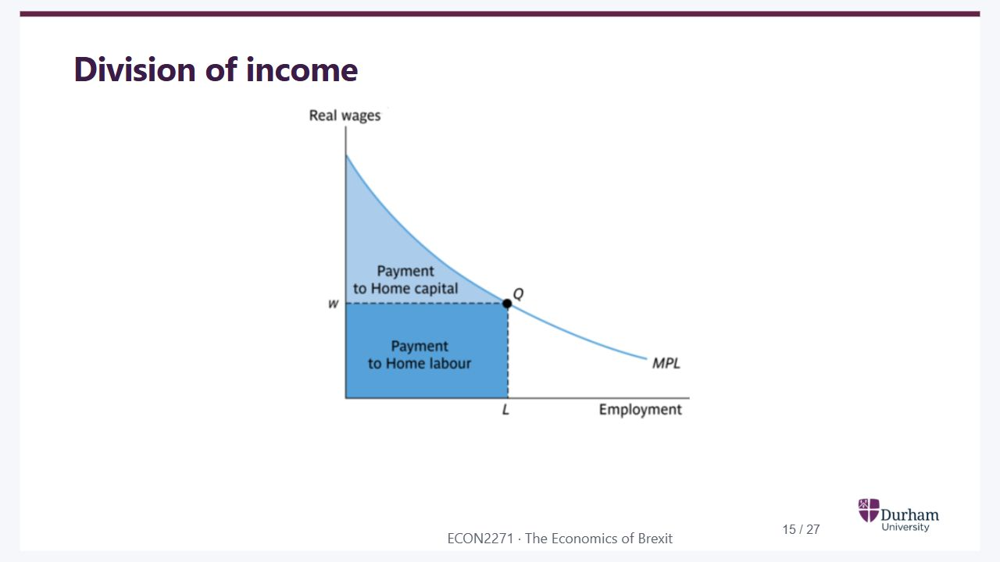 Division of income
Real wages
Payment
to Home capital
Q
w
Payment
to Home labour
MPL
L
Employment
Durham
University
15 / 27
ECON2271 · The Economics of Brexit